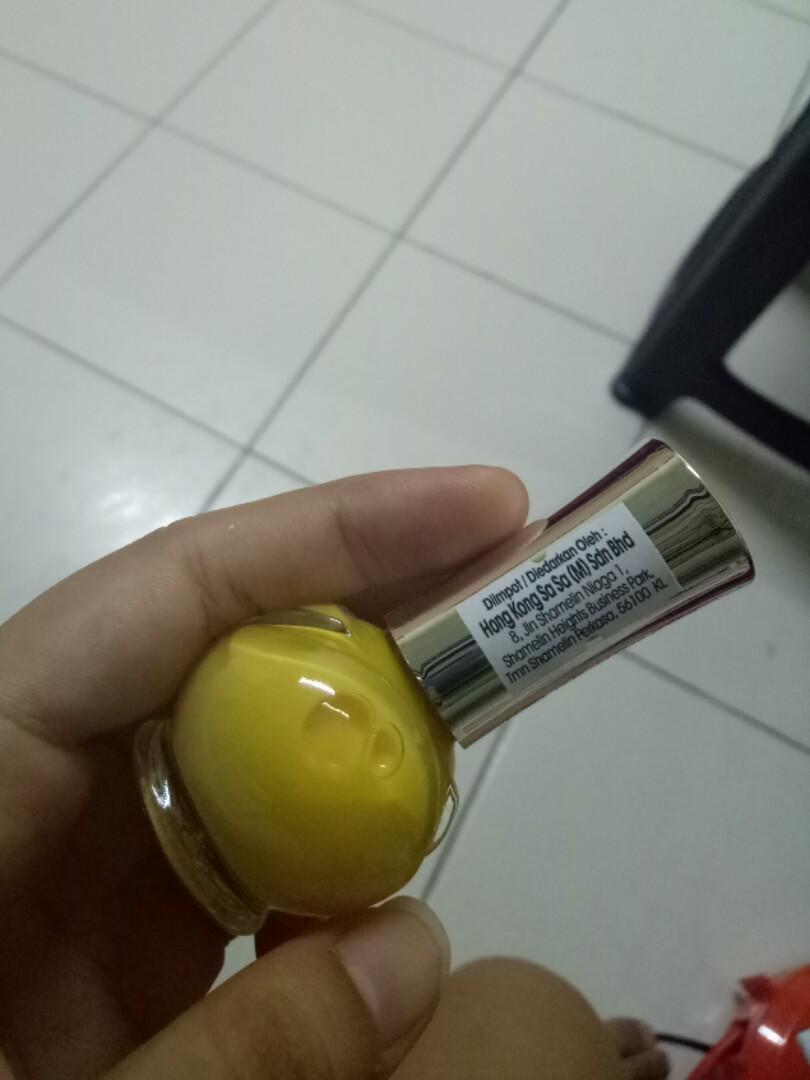 Diimpot / Diedarkan Oleh :
Hong Kong Sa Sa (M) Sdn Bhd
8, Jln Shamelin Niaga 1,
Shamelin Heights Business Park,
Tmn Shamelin Perkasa, 56100 KL